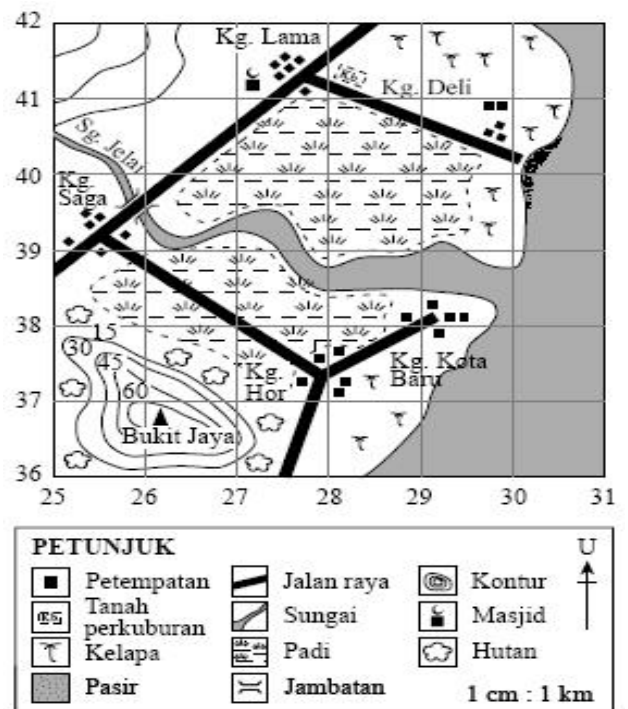 42
Kg. Lama
41
Kg. Deli
Sg. Jelai
40
Kg.
Saga
39
38
15
30
45
Kg. Kota
Baru
Kg.
Hor
37
60
Bukit Jaya
36
25
26
27
28
29
30
31
PETUNJUK
U
Petempatan
Jalan raya
Kontur
Tanah
perkuburan
Sungai
Masjid
Kelapa
Padi
Hutan
Pasir
Jambatan
1 cm : 1 km